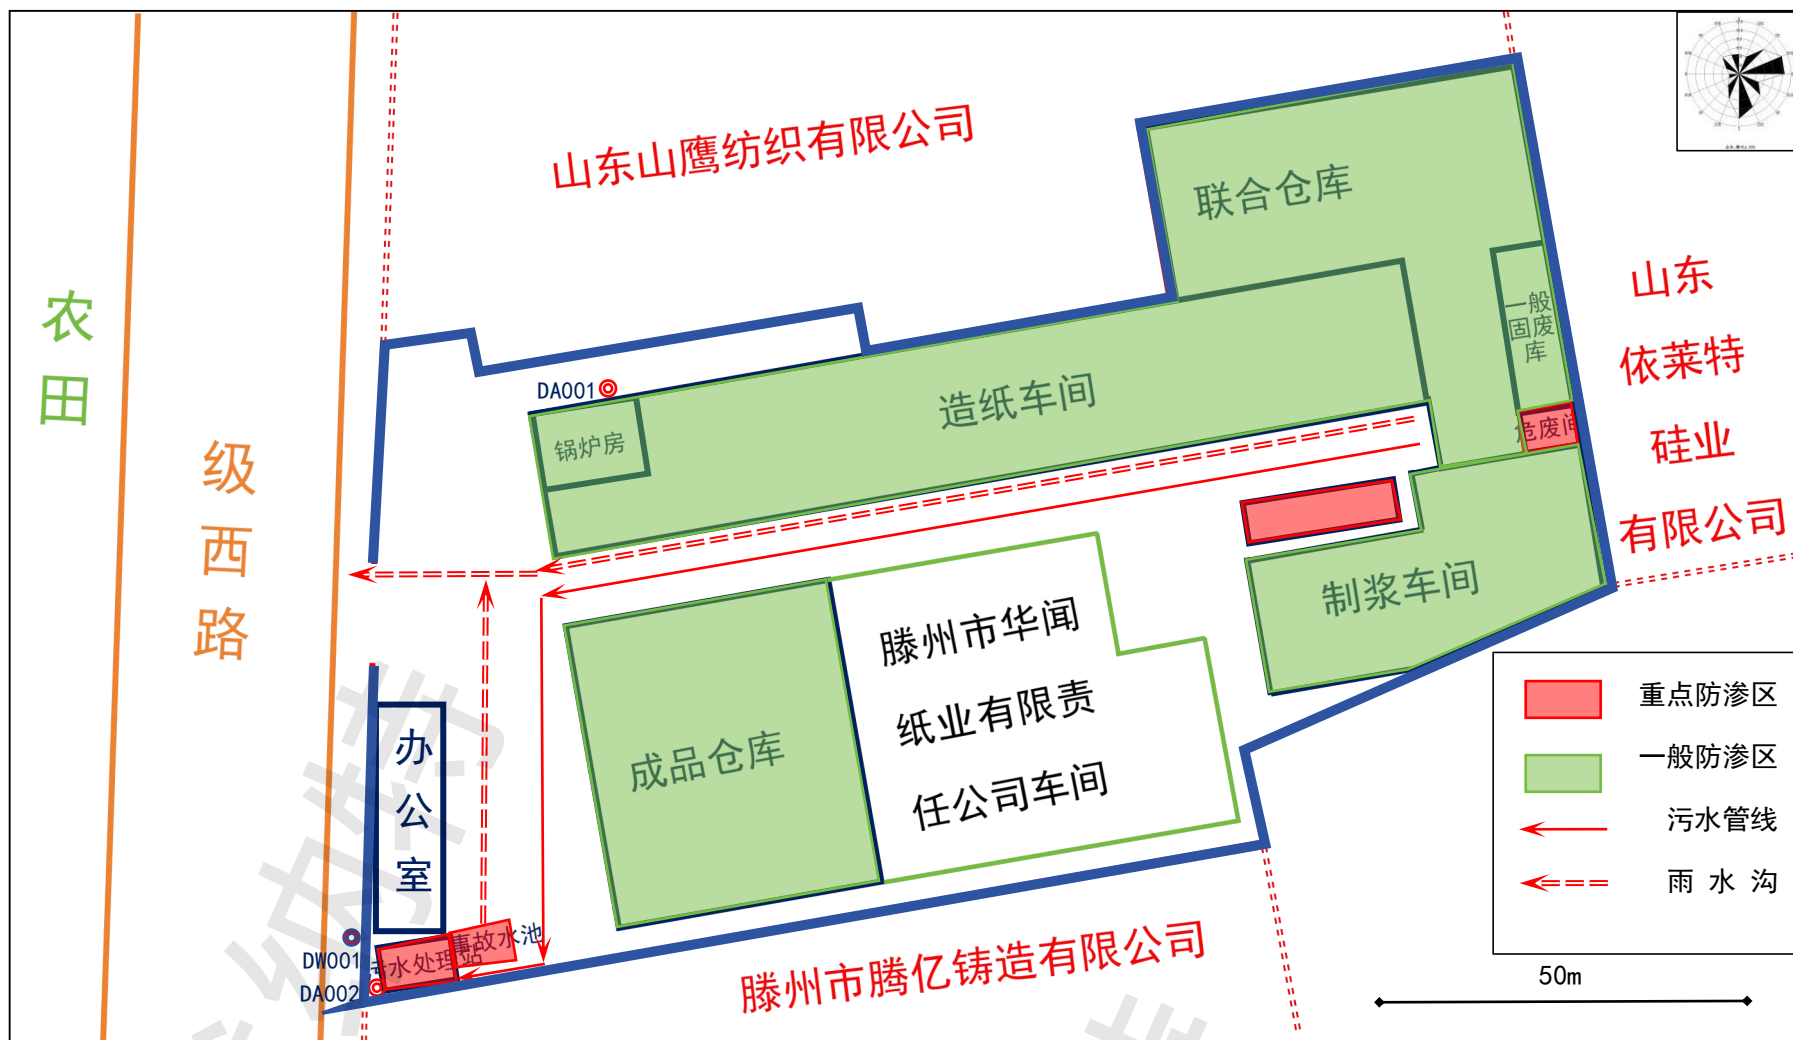 山东山鹰纺织有限公司
联合仓库
农
田
级
西
路
山东
依莱特
硅业
有限公司
一般
固废
库
DA001
造纸车间
锅炉房
危废间
制浆车间
滕州市华闻
纸业有限责
任公司车间
成品仓库
办
公
室
事故水池
水处理站
DW001
DA002
滕州市腾亿铸造有限公司
重点防渗区
一般防渗区
污水管线
雨 水 沟
50m
纳特